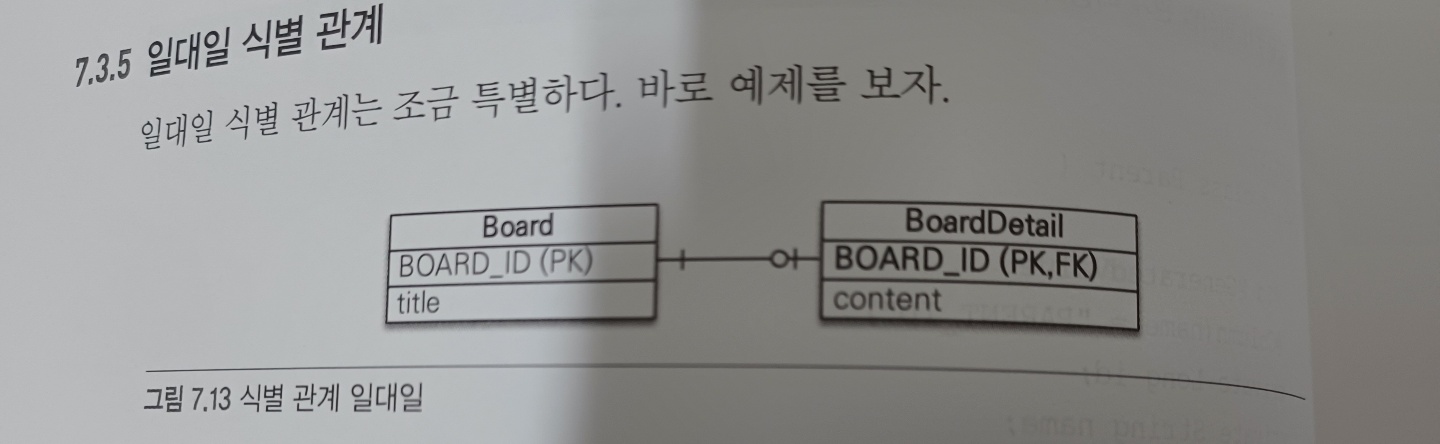 7.3.5 일대일 식별 관계
일대일 식별 관계는 조금 특별하다. 바로 예제를 보자.
Board
BOARD_ID (PK)
title
BoardDetail
BOARD_ID (PK,FK)
content
그림 7.13 식별 관계 일대일